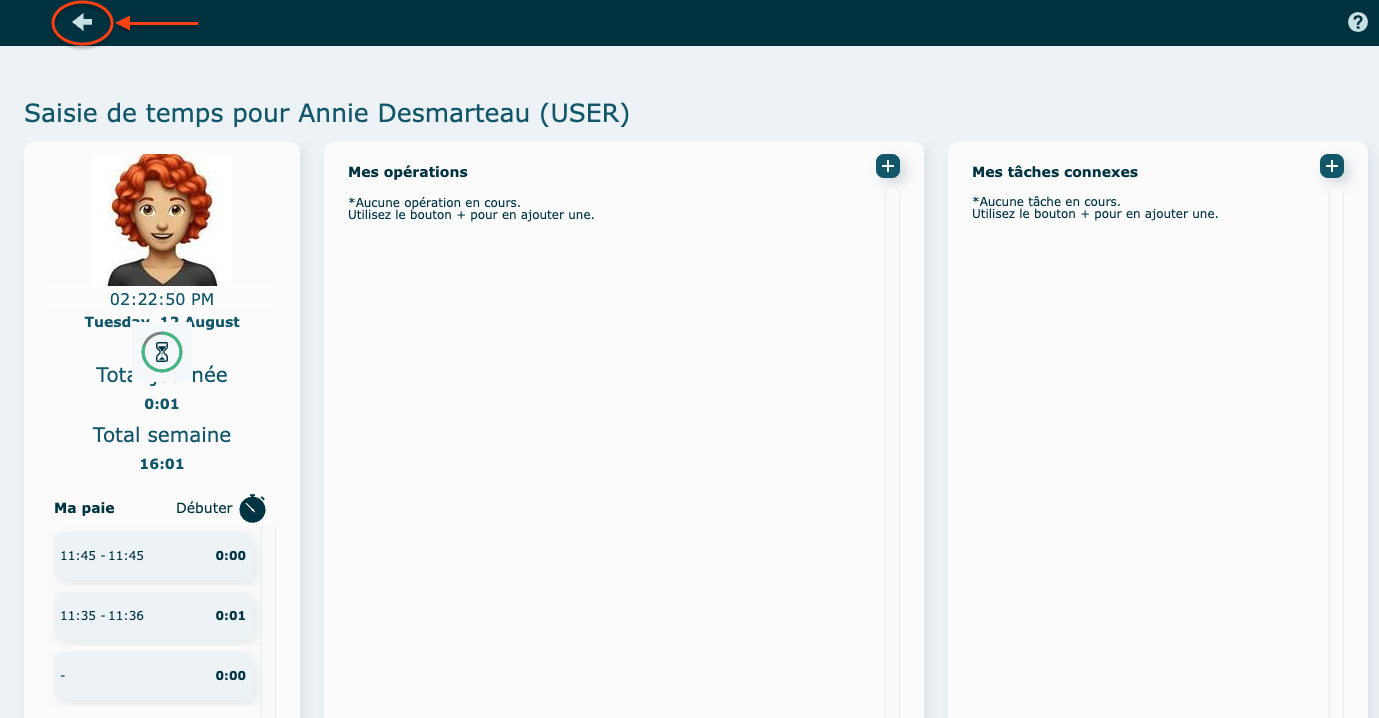 Saisie de temps pour Annie Desmarteau (USER)
02:22:50 PM
Tuesday, 12 August
Total journée
0:01
Total semaine
16:01
Ma paie
Débuter
11:45 - 11:45
0:00
11:35 - 11:36
0:01
-
0:00
Mes opérations
*Aucune opération en cours.
Utilisez le bouton + pour en ajouter une.
Mes tâches connexes
*Aucune tâche en cours.
Utilisez le bouton + pour en ajouter une.